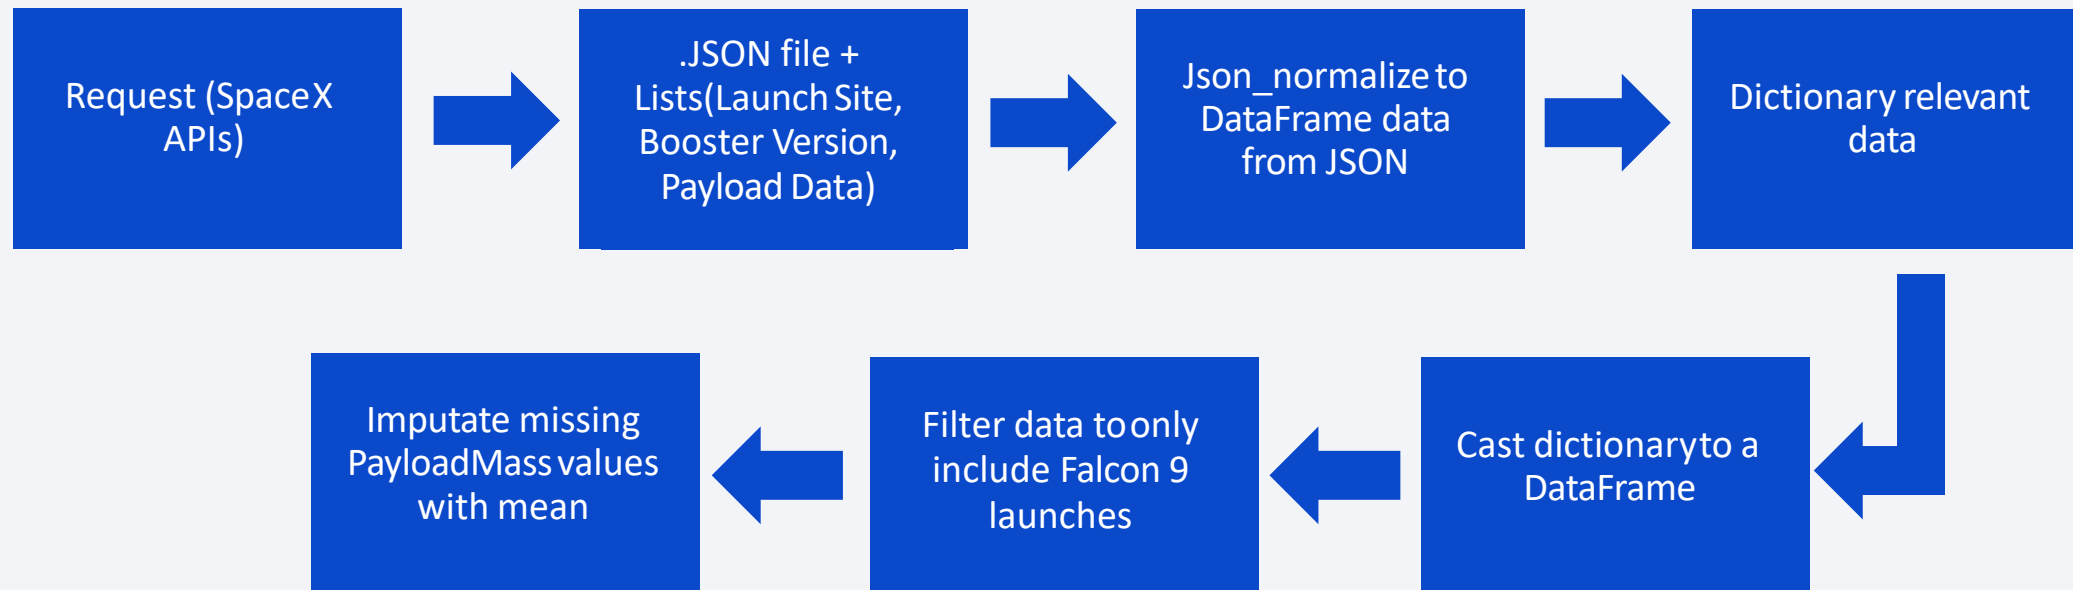 Request (SpaceX
APIs)
.JSON file +
Lists(Launch Site,
Booster Version,
Payload Data)
Json_normalize to
DataFrame data
from JSON
Dictionary relevant
data
Cast dictionary to a
DataFrame
Filter data to only
include Falcon 9
launches
Imputate missing
PayloadMass values
with mean